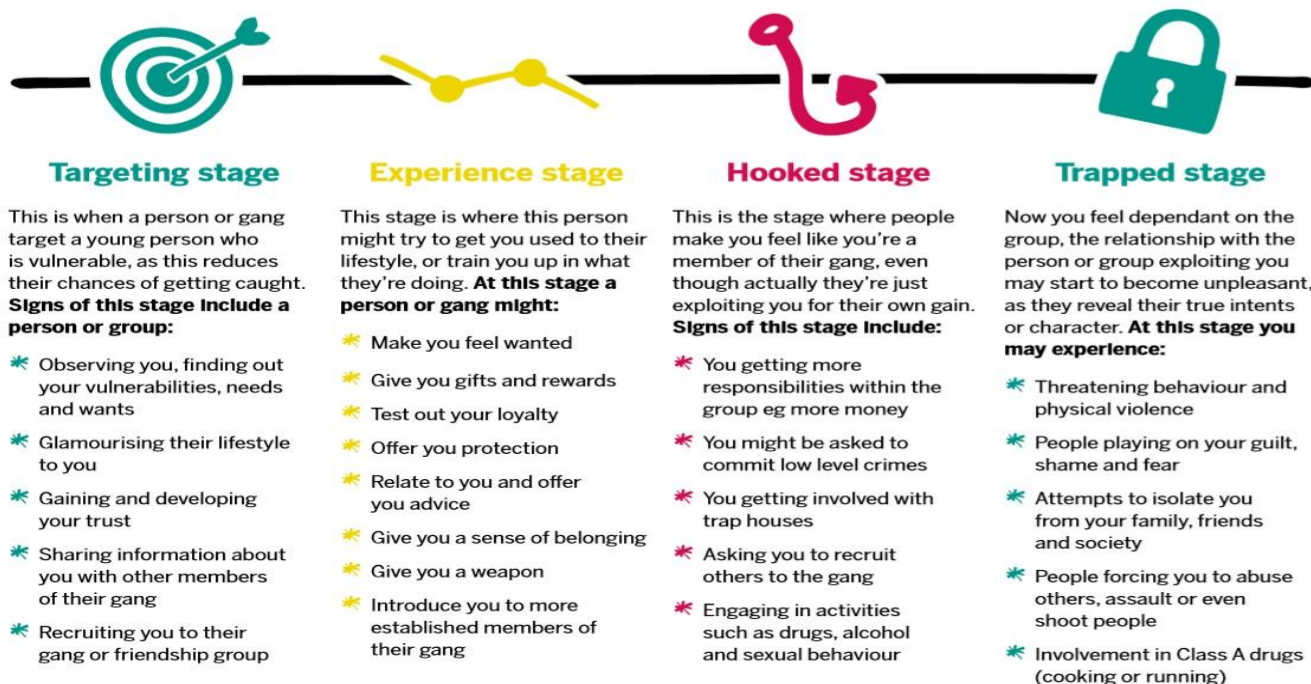 Targeting stage
This is when a person or gang
target a young person who
is vulnerable, as this reduces
their chances of getting caught.
Signs of this stage include a
person or group:
Observing you, finding out
your vulnerabilities, needs
and wants
Glamourising their lifestyle
to you
Gaining and developing
your trust
Sharing information about
you with other members
of their gang
Recruiting you to their
gang or friendship group
Experience stage
This stage is where this person
might try to get you used to their
lifestyle, or train you up in what
they're doing. At this stage a
person or gang might:
Make you feel wanted
Give you gifts and rewards
Test out your loyalty
Offer you protection
Relate to you and offer
you advice
Give you a sense of belonging
Give you a weapon
Introduce you to more
established members of
their gang
Hooked stage
This is the stage where people
make you feel like you're a
member of their gang, even
though actually they're just
exploiting you for their own gain.
Signs of this stage include:
You getting more
responsibilities within the
group eg more money
You might be asked to
commit low level crimes
You getting involved with
trap houses
Asking you to recruit
others to the gang
Engaging in activities
such as drugs, alcohol
and sexual behaviour
Trapped stage
Now you feel dependant on the
group, the relationship with the
person or group exploiting you
may start to become unpleasant,
as they reveal their true intents
or character. At this stage you
may experience:
Threatening behaviour and
physical violence
People playing on your guilt,
shame and fear
Attempts to isolate you
from your family, friends
and society
People forcing you to abuse
others, assault or even
shoot people
Involvement in Class A drugs
(cooking or running)